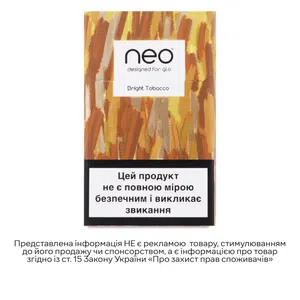 neo
designed for glo
Bright Tobacco
Цей продукт
не є повною мірою
безпечним і викликає
звикання
Представлена інформація НЕ є рекламою товару, стимулюванням
до його продажу чи спонсорством, а є інформацією про товар
згідно із ст. 15 Закону України «Про захист прав споживачів»